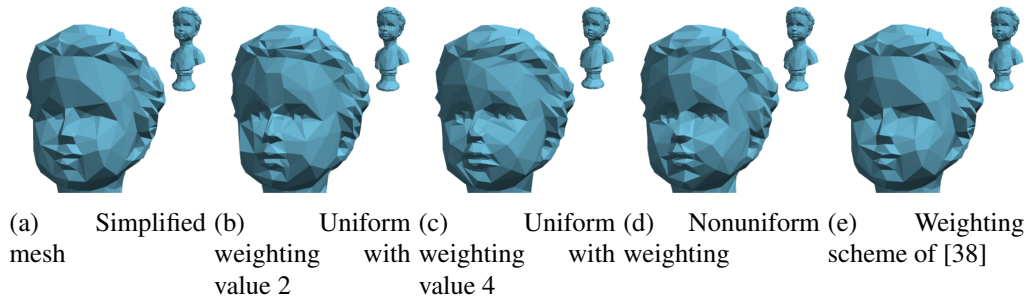 (a) Simplified
mesh
(b) Uniform
weighting with
value 2
(c) Uniform
weighting with
value 4
(d) Nonuniform
weighting
(e) Weighting
scheme of [38]